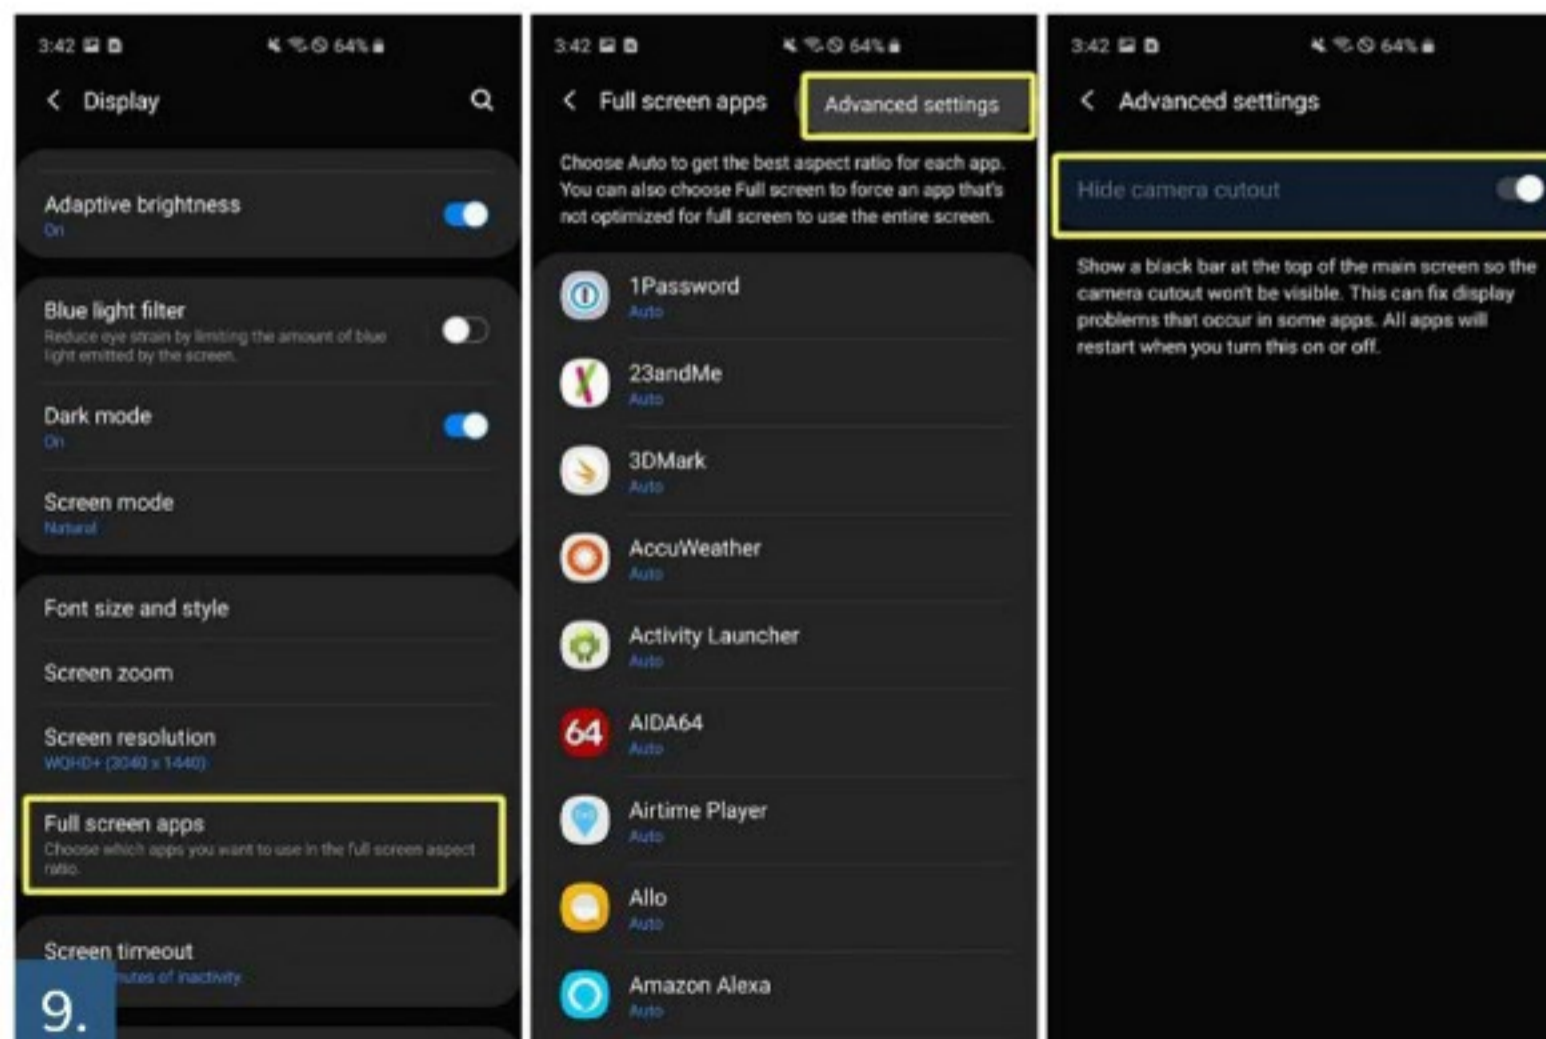 3:42 64%
Display
Adaptive brightness
On
Blue light filter
Reduce eye strain by limiting the amount of blue
light emitted by the screen.
Dark mode
On
Screen mode
Natural
Font size and style
Screen zoom
Screen resolution
WQHD+ (3040 x 1440)
Full screen apps
Choose which apps you want to use in the full screen aspect
ratio.
Screen timeout
of inactivity.
9.
3:42 64%
Full screen apps
Advanced settings
Choose Auto to get the best aspect ratio for each app.
You can also choose Full screen to force an app that's
not optimized for full screen to use the entire screen.
1Password
Auto
23andMe
Auto
3DMark
Auto
AccuWeather
Auto
Activity Launcher
Auto
64
AIDA64
Auto
Airtime Player
Auto
Allo
Auto
Amazon Alexa
Auto
3:42 64%
Advanced settings
Hide camera cutout
Show a black bar at the top of the main screen so the
camera cutout won't be visible. This can fix display
problems that occur in some apps. All apps will
restart when you turn this on or off.